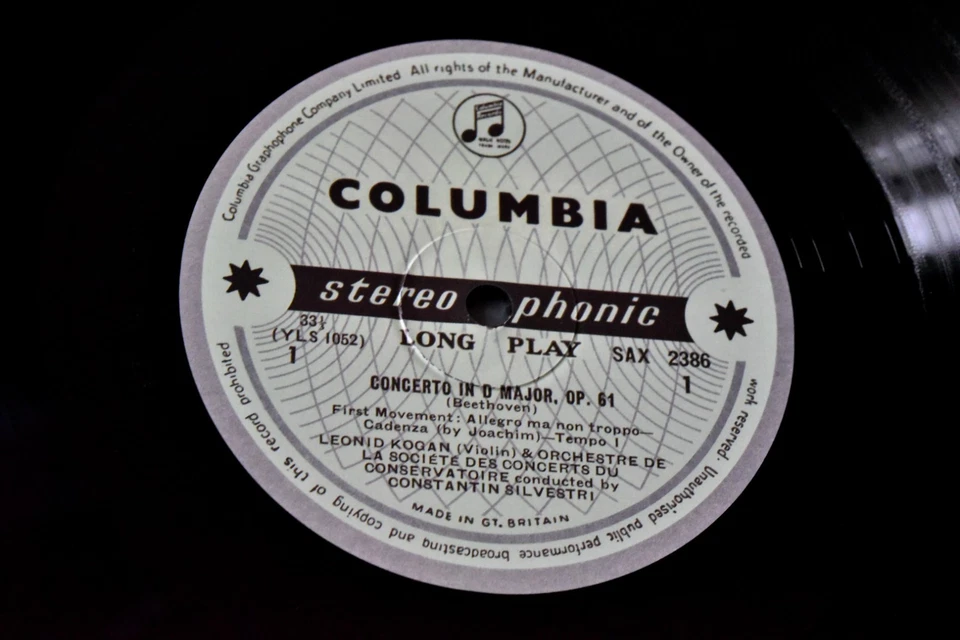 Columbia Graphophone Company Limited All rights of the Manufacturer and of the Owner of the recorded
work reserved. Unauthorised public performance broadcasting and copying of this record prohibited
COLUMBIA
stereo phonic
33⅓
(YLS 1052)
1
LONG PLAY
SAX 2386
1
CONCERTO IN D MAJOR, OP. 61
(Beethoven)
First Movement: Allegro ma non troppo—
Cadenza (by Joachim)—Tempo I
LEONID KOGAN (Violin) & ORCHESTRE DE
LA SOCIÉTÉ DES CONCERTS DU
CONSERVATOIRE conducted by
CONSTANTIN SILVESTRI
MADE IN GT. BRITAIN